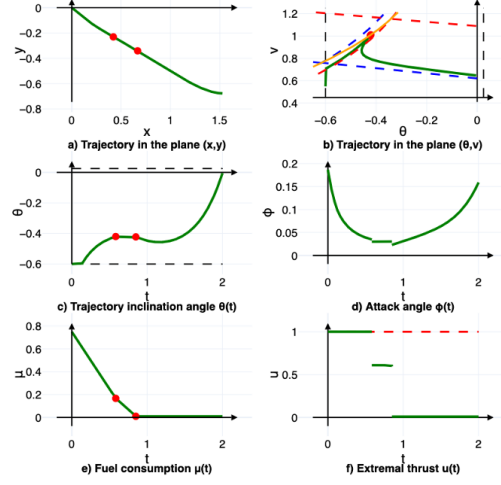 0
−0.2
−0.4
−0.6
−0.8
y
0
0.5
1
1.5
x
a) Trajectory in the plane (x,y)
1.2
1
0.8
0.6
0.4
v
−0.6
−0.4
−0.2
0
θ
b) Trajectory in the plane (θ,v)
0
−0.2
−0.4
−0.6
θ
0
1
2
t
c) Trajectory inclination angle θ(t)
0.2
0.15
0.1
0.05
0
ϕ
0
1
2
t
d) Attack angle ϕ(t)
0.8
0.6
0.4
0.2
0
μ
0
1
2
t
e) Fuel consumption μ(t)
1
0.5
0
u
0
1
2
t
f) Extremal thrust u(t)